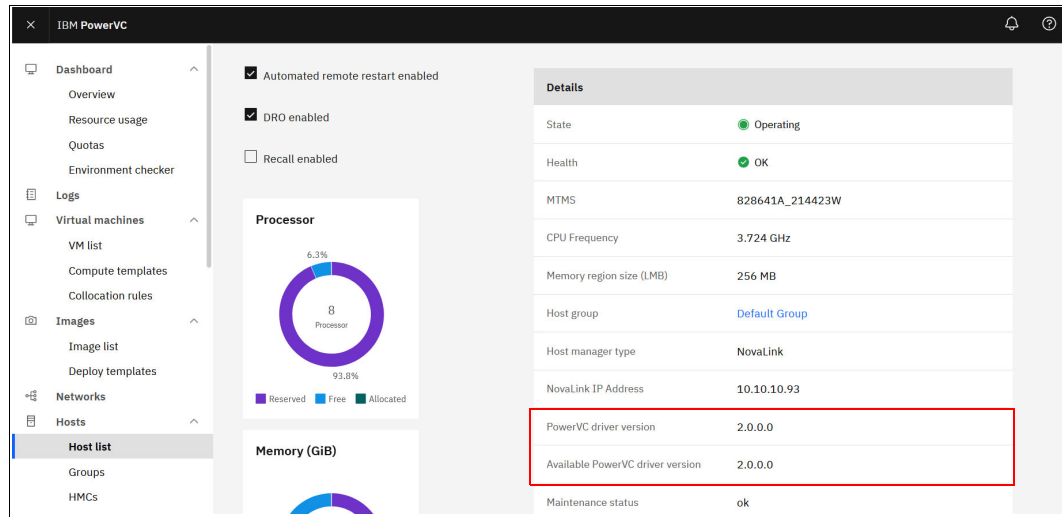 IBM PowerVC
Dashboard
Overview
Resource usage
Quotas
Environment checker
Logs
Virtual machines
VM list
Compute templates
Collocation rules
Images
Image list
Deploy templates
Networks
Hosts
Host list
Groups
HMCs
Automated remote restart enabled
DRO enabled
Recall enabled
Processor
6.3%
8
Processor
93.8%
Reserved Free Allocated
Memory (GiB)
Details
State Operating
Health OK
MTMS 828641A_214423W
CPU Frequency 3.724 GHz
Memory region size (LMB) 256 MB
Host group Default Group
Host manager type NovaLink
NovaLink IP Address 10.10.10.93
PowerVC driver version 2.0.0.0
Available PowerVC driver version 2.0.0.0
Maintenance status ok